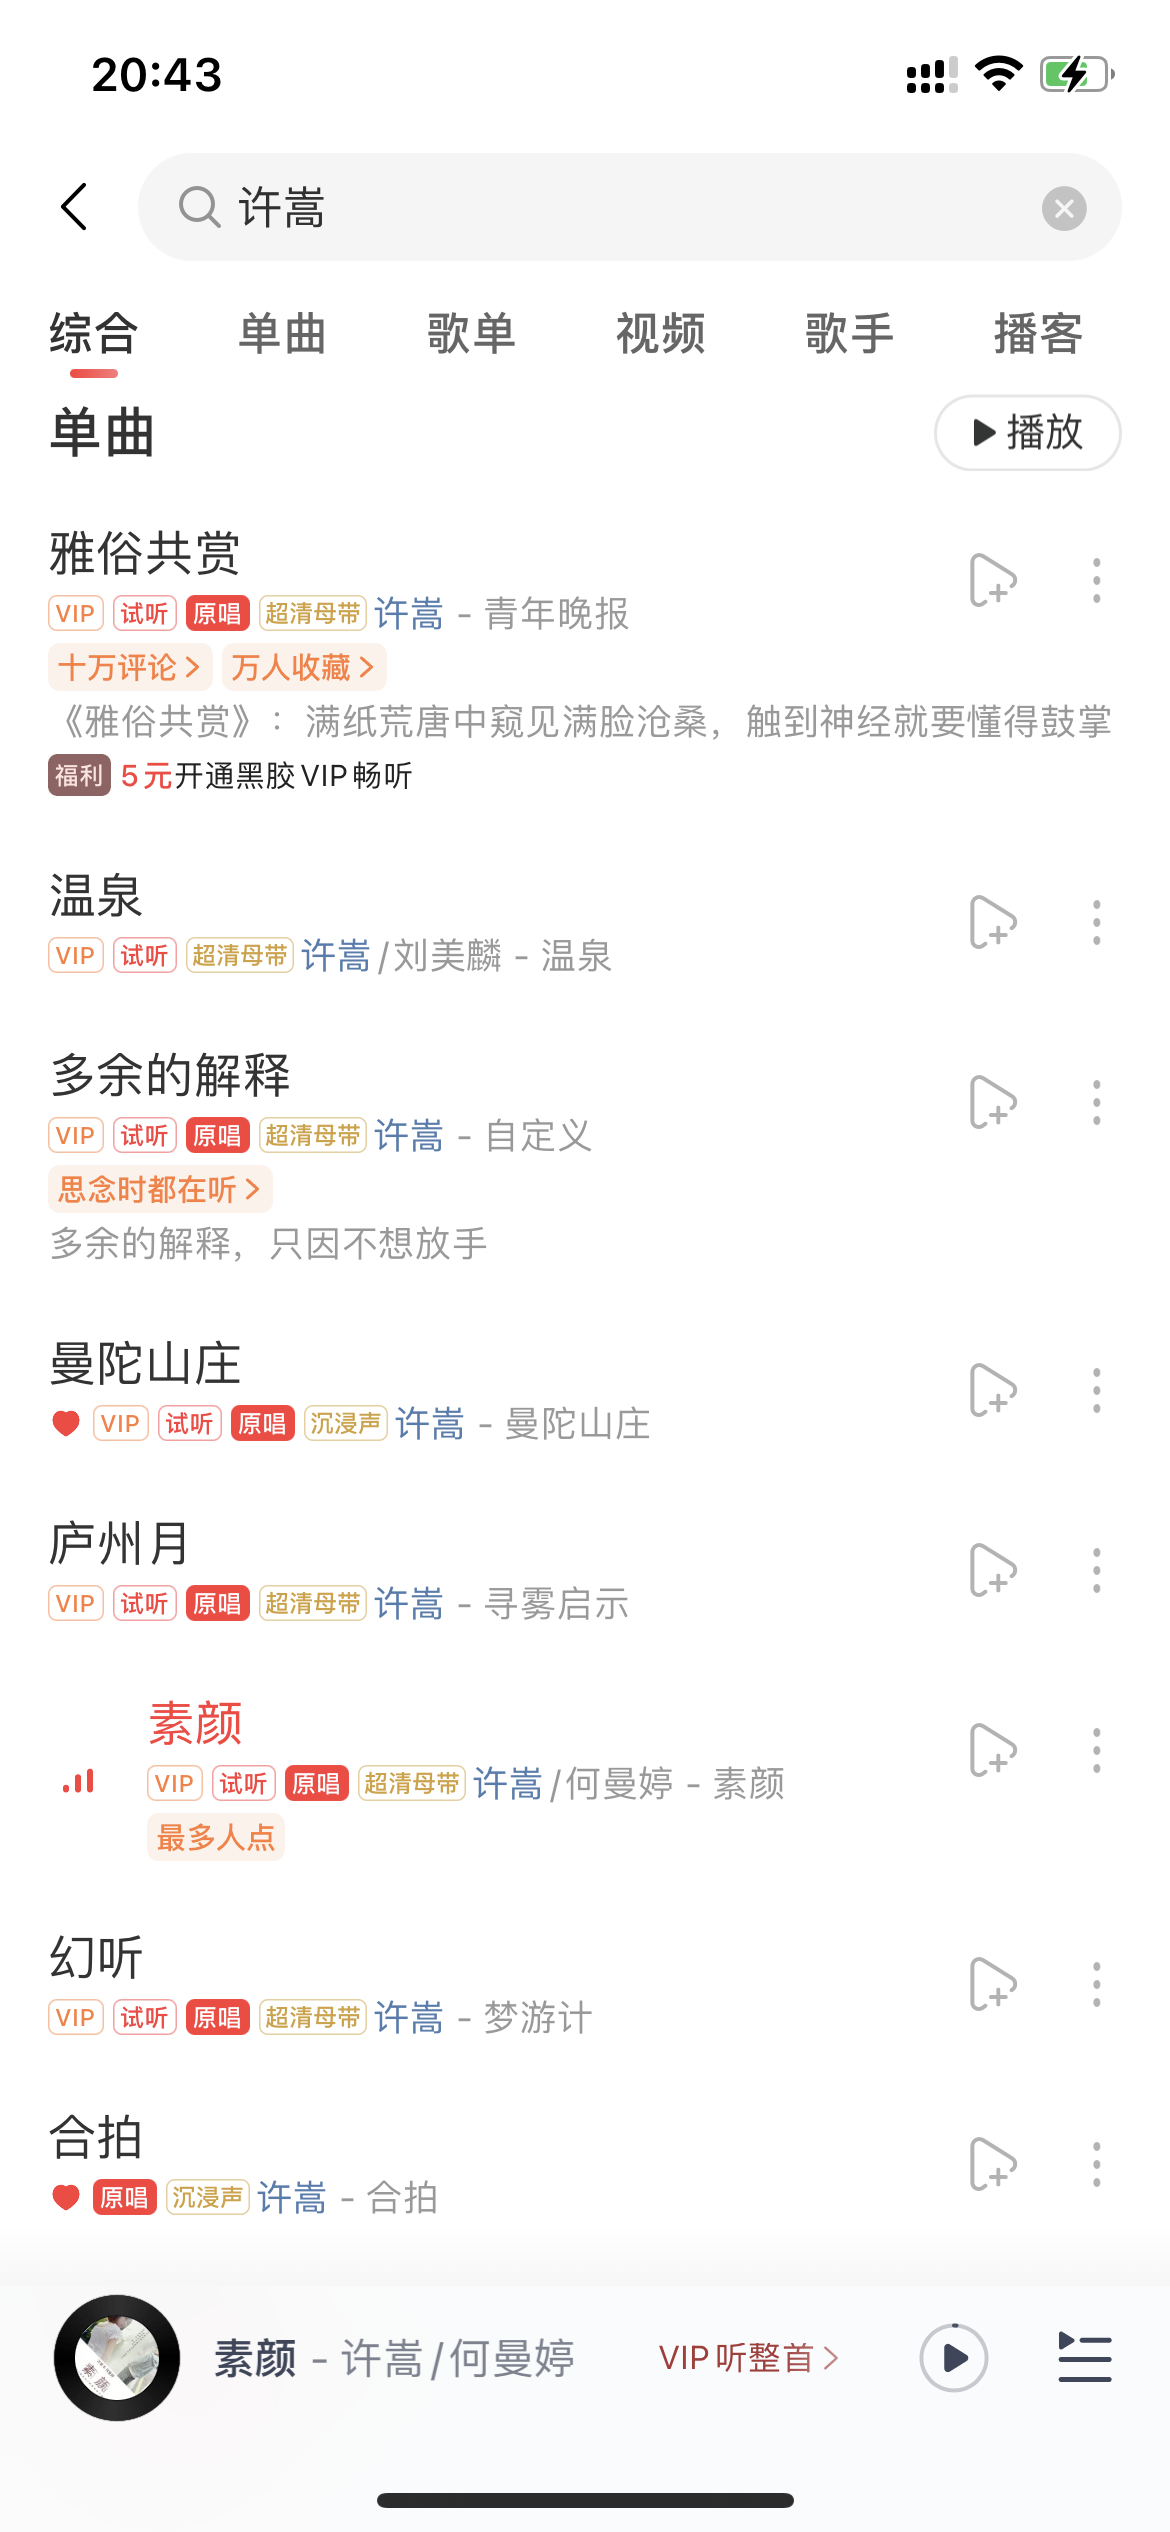 20:43
许嵩
综合 单曲 歌单 视频 歌手 播客
单曲 播放
雅俗共赏
VIP 试听 原唱 超清母带 许嵩 - 青年晚报
十万评论 > 万人收藏 >
《雅俗共赏》：满纸荒唐中窥见满脸沧桑，触到神经就要懂得鼓掌
福利 5元开通黑胶VIP畅听
温泉
VIP 试听 超清母带 许嵩/刘美麟 - 温泉
多余的解释
VIP 试听 原唱 超清母带 许嵩 - 自定义
思念时都在听 >
多余的解释，只因不想放手
曼陀山庄
VIP 试听 原唱 沉浸声 许嵩 - 曼陀山庄
庐州月
VIP 试听 原唱 超清母带 许嵩 - 寻雾启示
素颜
VIP 试听 原唱 超清母带 许嵩/何曼婷 - 素颜
最多人点
幻听
VIP 试听 原唱 超清母带 许嵩 - 梦游计
合拍
原唱 沉浸声 许嵩 - 合拍
素颜
素颜 - 许嵩/何曼婷 VIP听整首 >